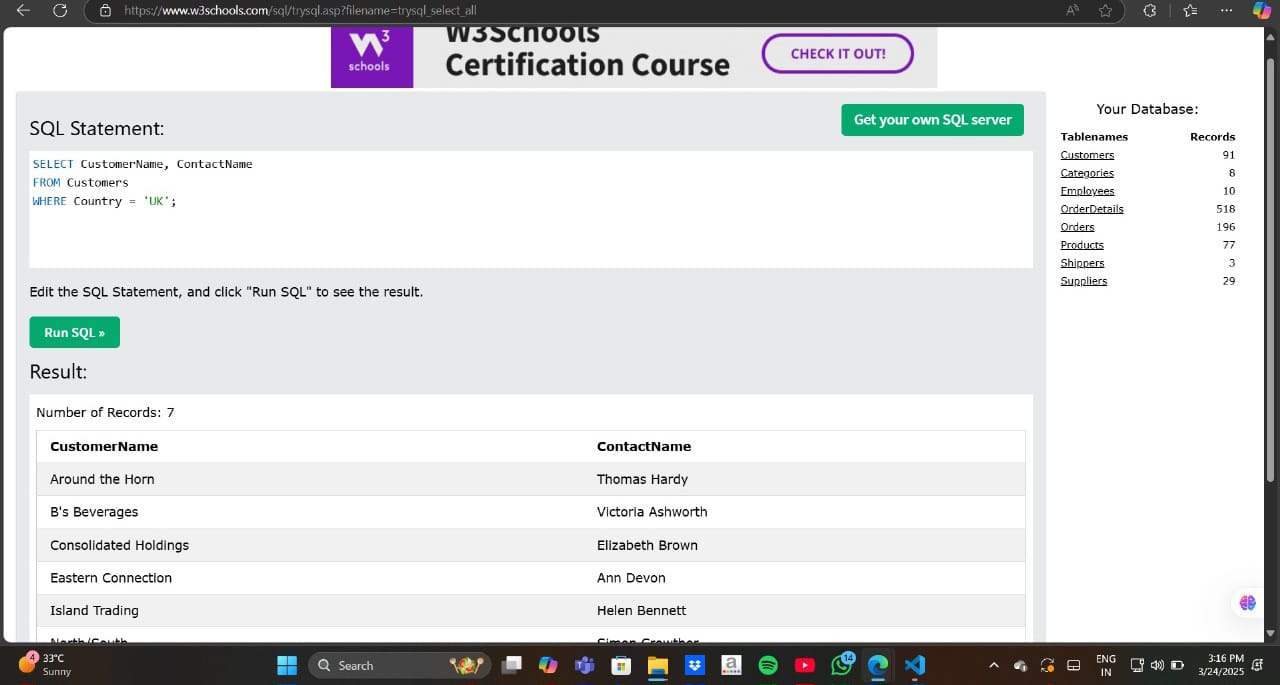 https://www.w3schools.com/sql/trysql.asp?filename=trysql_select_all
W3Schools
Certification Course
CHECK IT OUT!
W3
schools
SQL Statement:
Get your own SQL server
SELECT CustomerName, ContactName
FROM Customers
WHERE Country = 'UK';
Edit the SQL Statement, and click "Run SQL" to see the result.
Run SQL »
Result:
Number of Records: 7
CustomerName ContactName
Around the Horn Thomas Hardy
B's Beverages Victoria Ashworth
Consolidated Holdings Elizabeth Brown
Eastern Connection Ann Devon
Island Trading Helen Bennett
North/South Simon Crowther
Your Database:
Tablenames Records
Customers 91
Categories 8
Employees 10
OrderDetails 518
Orders 196
Products 77
Shippers 3
Suppliers 29
4
33°C
Sunny
Search
14
ENG
IN
3:16 PM
3/24/2025